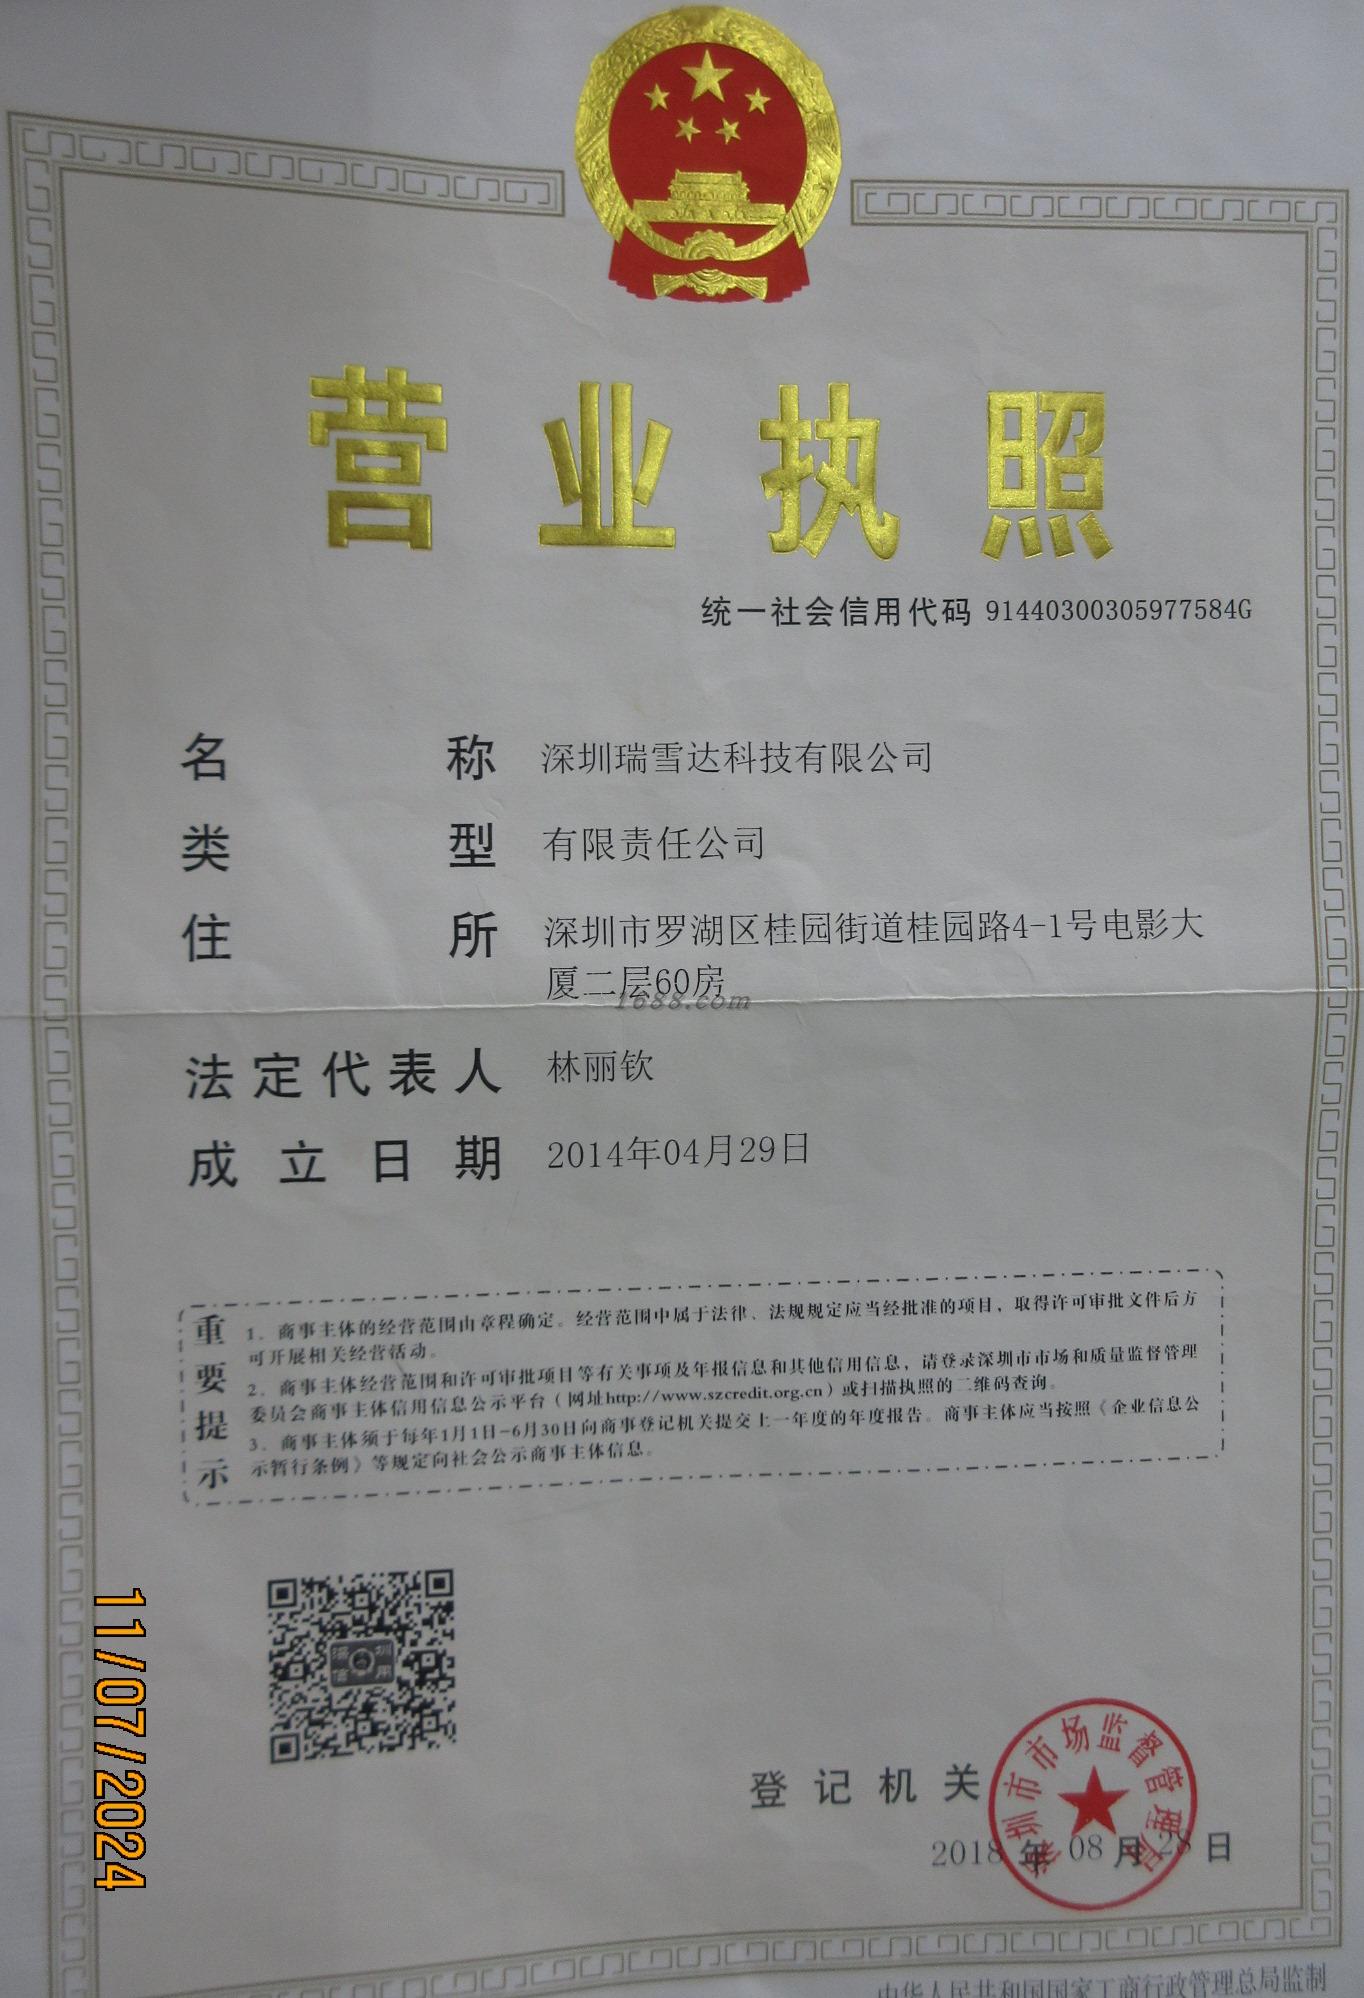 营业执照
统一社会信用代码 91440300305977584G
名称 深圳瑞雪达科技有限公司
类型 有限责任公司
住所 深圳市罗湖区桂园街道桂园路4-1号电影大
厦二层60房
1688.com
法定代表人 林丽钦
成立日期 2014年04月29日
重要提示
1. 商事主体的经营范围由章程确定。经营范围中属于法律、法规规定应当经批准的项目，取得许可审批文件后方
可开展相关经营活动。
2. 商事主体经营范围和许可审批项目等有关事项及年报信息和其他信用信息，请登录深圳市市场和质量监督管理
委员会商事主体信用信息公示平台（网址http://www.szcredit.org.cn）或扫描执照的二维码查询。
3. 商事主体须于每年1月1日-6月30日向商事登记机关提交上一年度的年度报告。商事主体应当按照《企业信息公
示暂行条例》等规定向社会公示商事主体信息。
深圳
信用
11/07/2024
登记机关
深圳市市场监督管理局
2018年08月28日
中华人民共和国国家工商行政管理总局监制